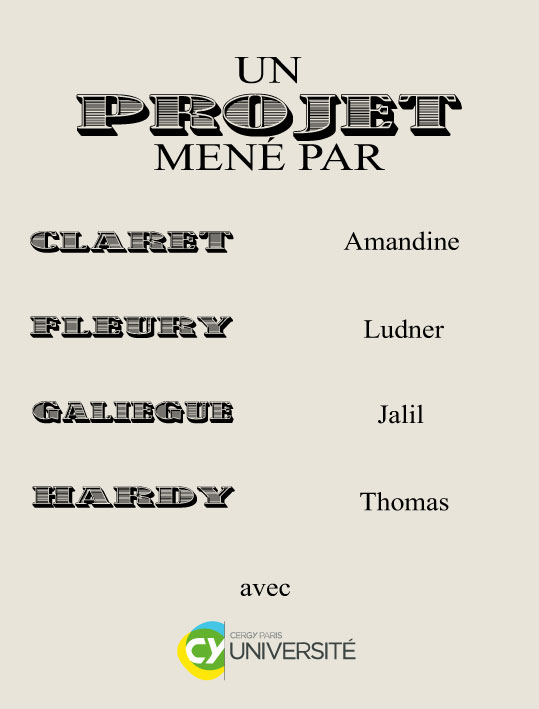 UN
PROJET
MENÉ PAR
CLARET Amandine
FLEURY Ludner
GALIEGUE Jalil
HARDY Thomas
avec
CY CERGY PARIS
UNIVERSITÉ